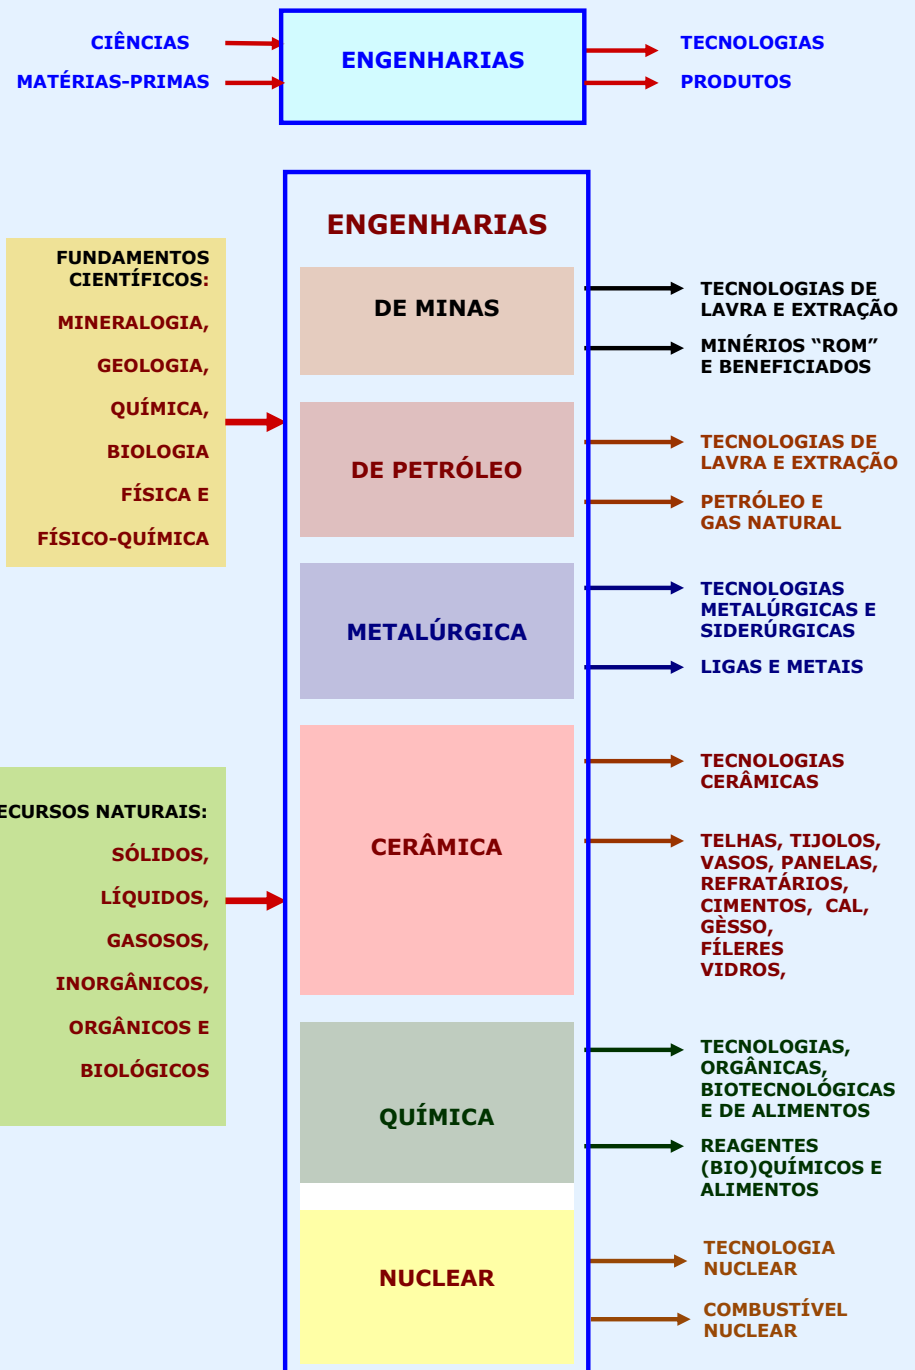 CIÊNCIAS
MATÉRIAS-PRIMAS
ENGENHARIAS
TECNOLOGIAS
PRODUTOS
ENGENHARIAS
FUNDAMENTOS
CIENTÍFICOS:
MINERALOGIA,
GEOLOGIA,
QUÍMICA,
BIOLOGIA
FÍSICA E
FÍSICO-QUÍMICA
ECURSOS NATURAIS:
SÓLIDOS,
LÍQUIDOS,
GASOSOS,
INORGÂNICOS,
ORGÂNICOS E
BIOLÓGICOS
DE MINAS
TECNOLOGIAS DE
LAVRA E EXTRAÇÃO
MINÉRIOS “ROM”
E BENEFICIADOS
DE PETRÓLEO
TECNOLOGIAS DE
LAVRA E EXTRAÇÃO
PETRÓLEO E
GAS NATURAL
METALÚRGICA
TECNOLOGIAS
METALÚRGICAS E
SIDERÚRGICAS
LIGAS E METAIS
CERÂMICA
TECNOLOGIAS
CERÂMICAS
TELHAS, TIJOLOS,
VASOS, PANELAS,
REFRATÁRIOS,
CIMENTOS, CAL,
GÈSSO,
FÍLERES
VIDROS,
QUÍMICA
TECNOLOGIAS,
ORGÂNICAS,
BIOTECNOLÓGICAS
E DE ALIMENTOS
REAGENTES
(BIO)QUÍMICOS E
ALIMENTOS
NUCLEAR
TECNOLOGIA
NUCLEAR
COMBUSTÍVEL
NUCLEAR